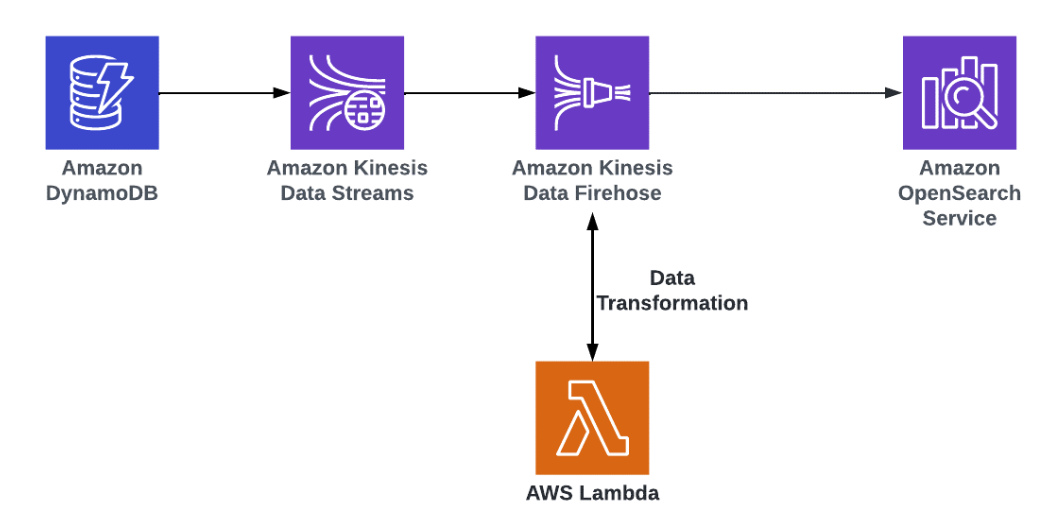 Amazon
DynamoDB
Amazon Kinesis
Data Streams
Amazon Kinesis
Data Firehose
Amazon
OpenSearch
Service
Data
Transformation
AWS Lambda